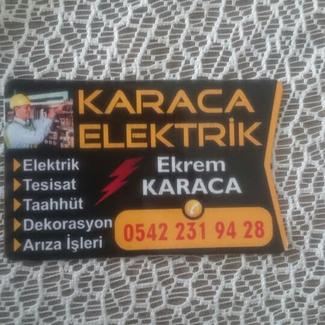 KARACA
ELEKTRİK
Elektrik
Tesisat
Taahhüt
Dekorasyon
Arıza İşleri
Ekrem
KARACA
0542 231 94 28